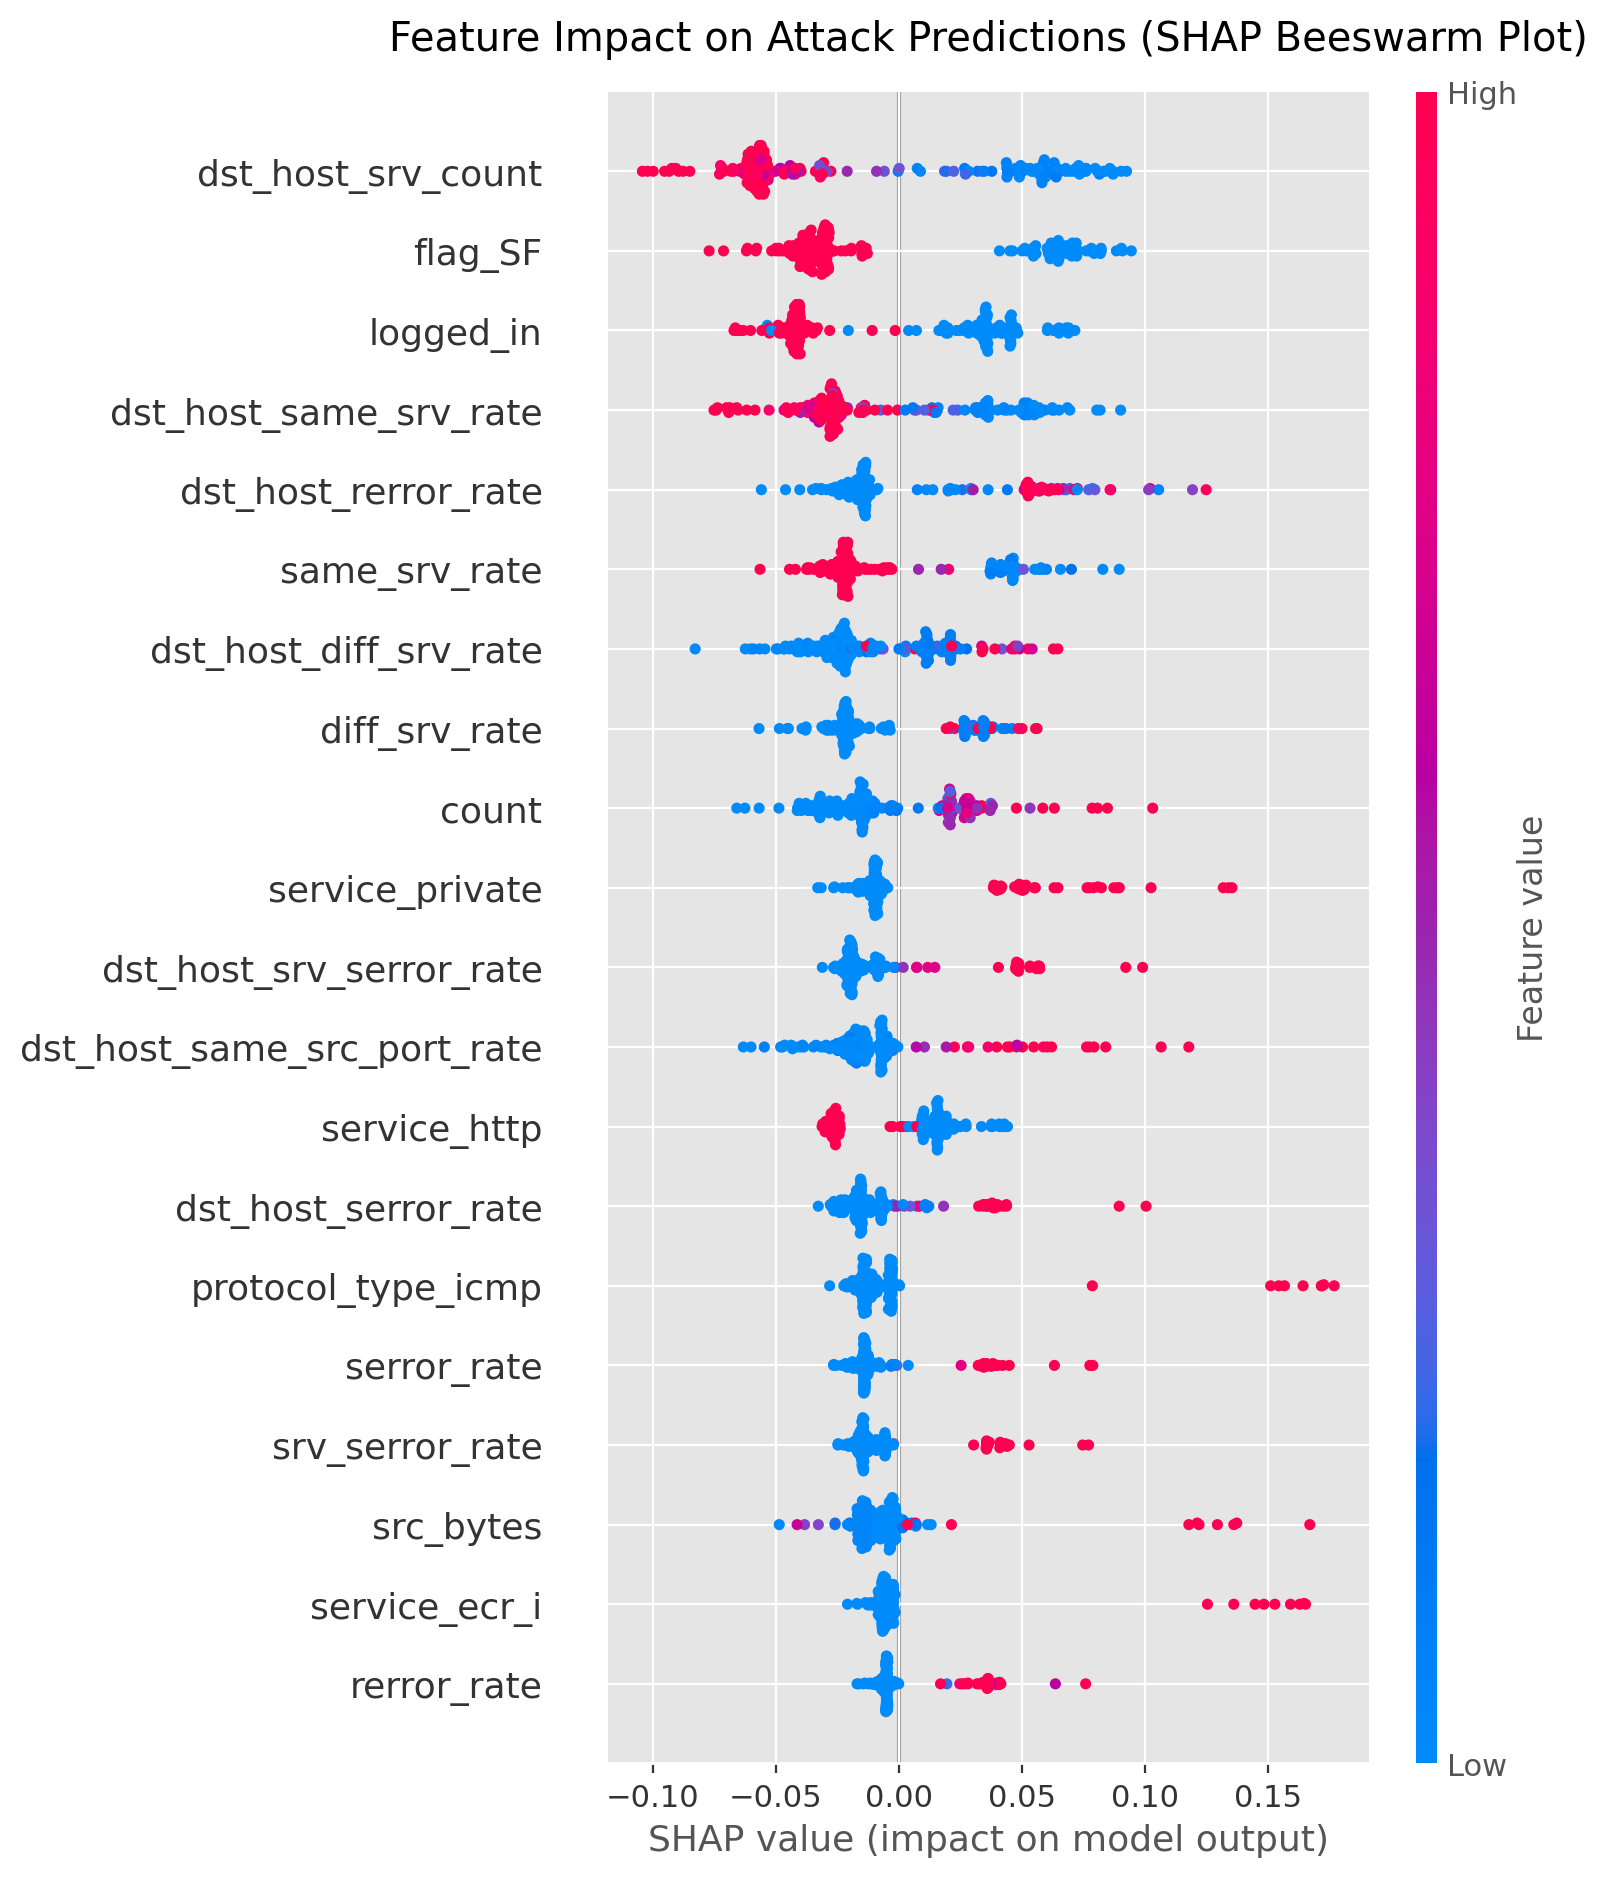 Feature Impact on Attack Predictions (SHAP Beeswarm Plot)
High
dst_host_srv_count
flag_SF
logged_in
dst_host_same_srv_rate
dst_host_rerror_rate
same_srv_rate
dst_host_diff_srv_rate
diff_srv_rate
count
service_private
dst_host_srv_serror_rate
dst_host_same_src_port_rate
service_http
dst_host_serror_rate
protocol_type_icmp
serror_rate
srv_serror_rate
src_bytes
service_ecr_i
rerror_rate
Feature value
Low
−0.10 −0.05 0.00 0.05 0.10 0.15
SHAP value (impact on model output)